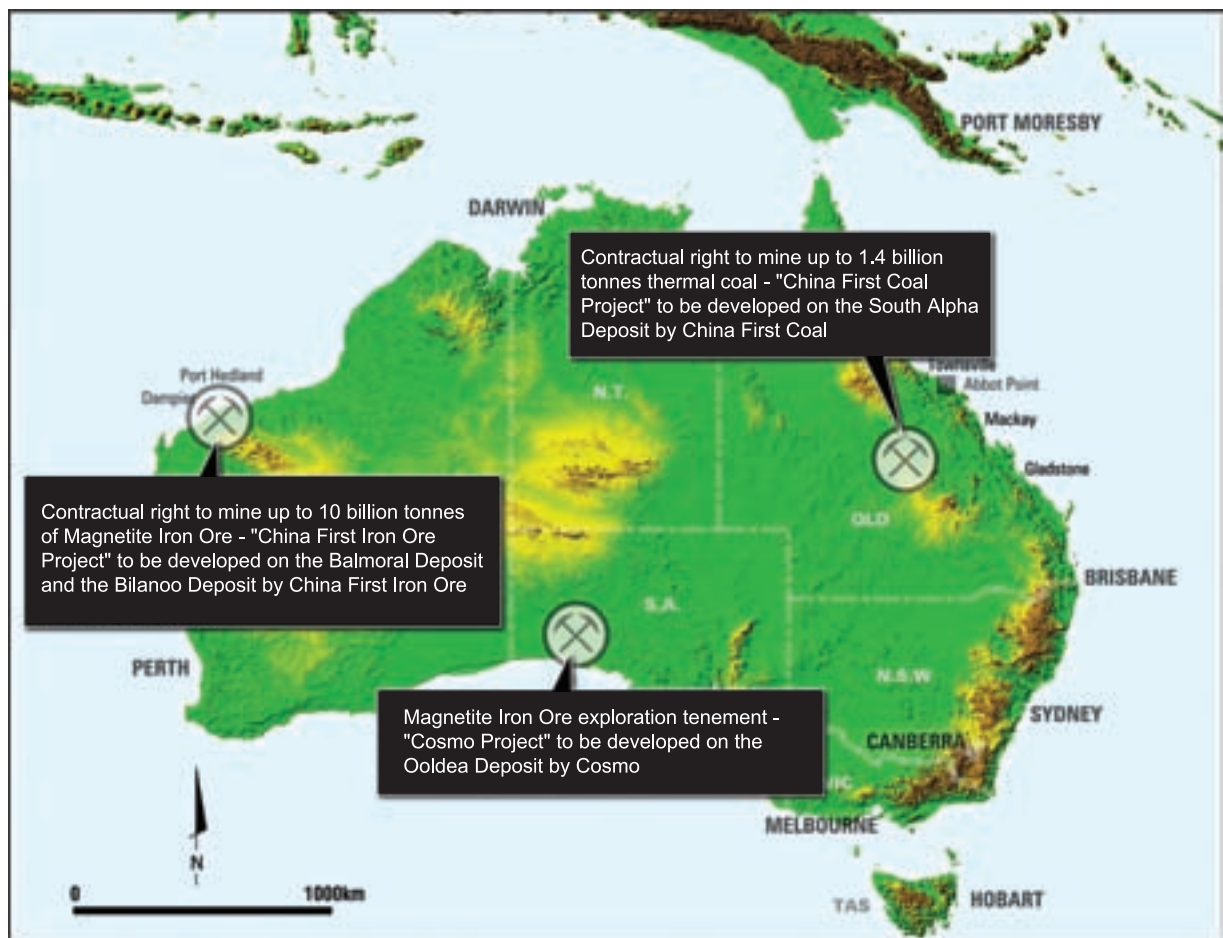 PORT MORESBY
DARWIN
Contractual right to mine up to 1.4 billion
tonnes thermal coal - "China First Coal
Project" to be developed on the South Alpha
Deposit by China First Coal
Townsville
Abbot Point
Port Hedland
Dampier
N.T.
Mackay
Gladstone
Contractual right to mine up to 10 billion tonnes
of Magnetite Iron Ore - "China First Iron Ore
Project" to be developed on the Balmoral Deposit
and the Bilanoo Deposit by China First Iron Ore
QLD
BRISBANE
S.A.
PERTH
N.S.W
SYDNEY
Magnetite Iron Ore exploration tenement -
"Cosmo Project" to be developed on the
Ooldea Deposit by Cosmo
CANBERRA
VIC
MELBOURNE
N
0 1000km
TAS
HOBART